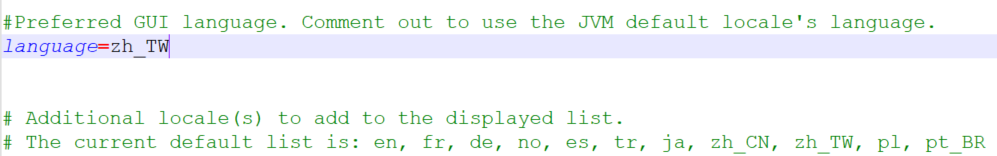 #Preferred GUI language. Comment out to use the JVM default locale's language.
language=zh_TW
# Additional locale(s) to add to the displayed list.
# The current default list is: en, fr, de, no, es, tr, ja, zh_CN, zh_TW, pl, pt_BR